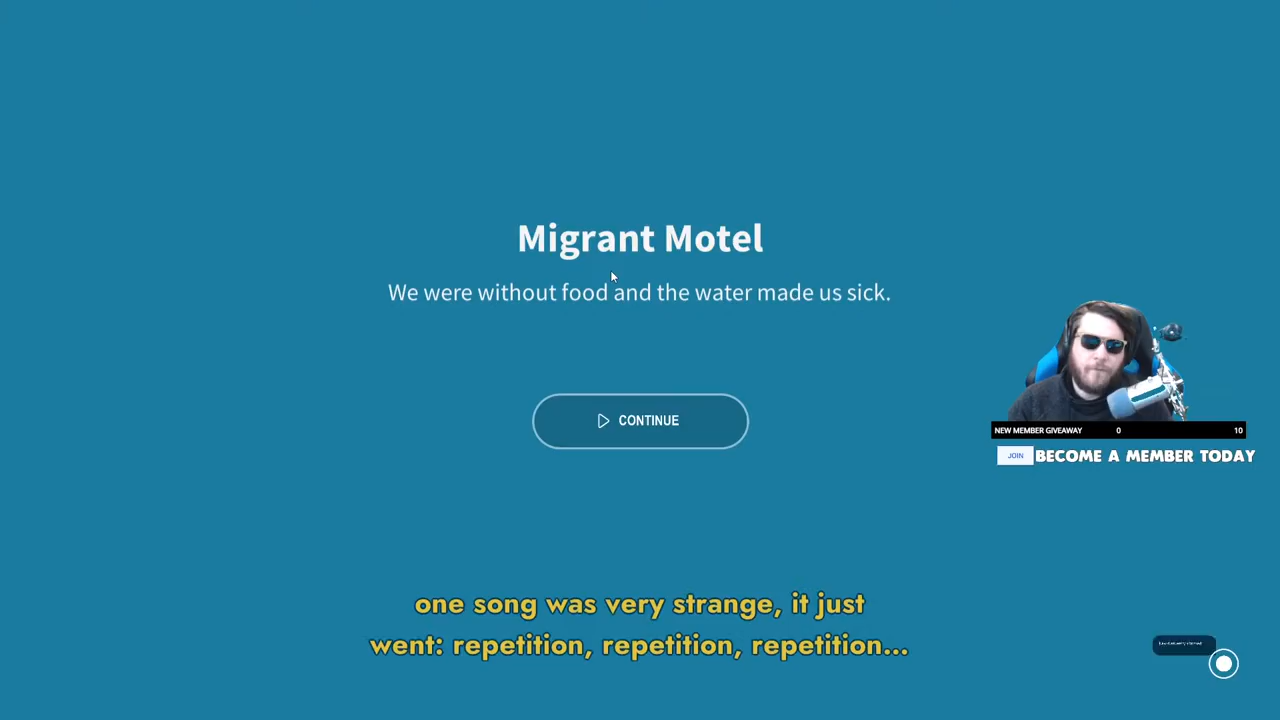 Migrant Motel
We were without food and the water made us sick.
CONTINUE
NEW MEMBER GIVEAWAY 0 10
JOIN BECOME A MEMBER TODAY
one song was very strange, it just
went: repetition, repetition, repetition...